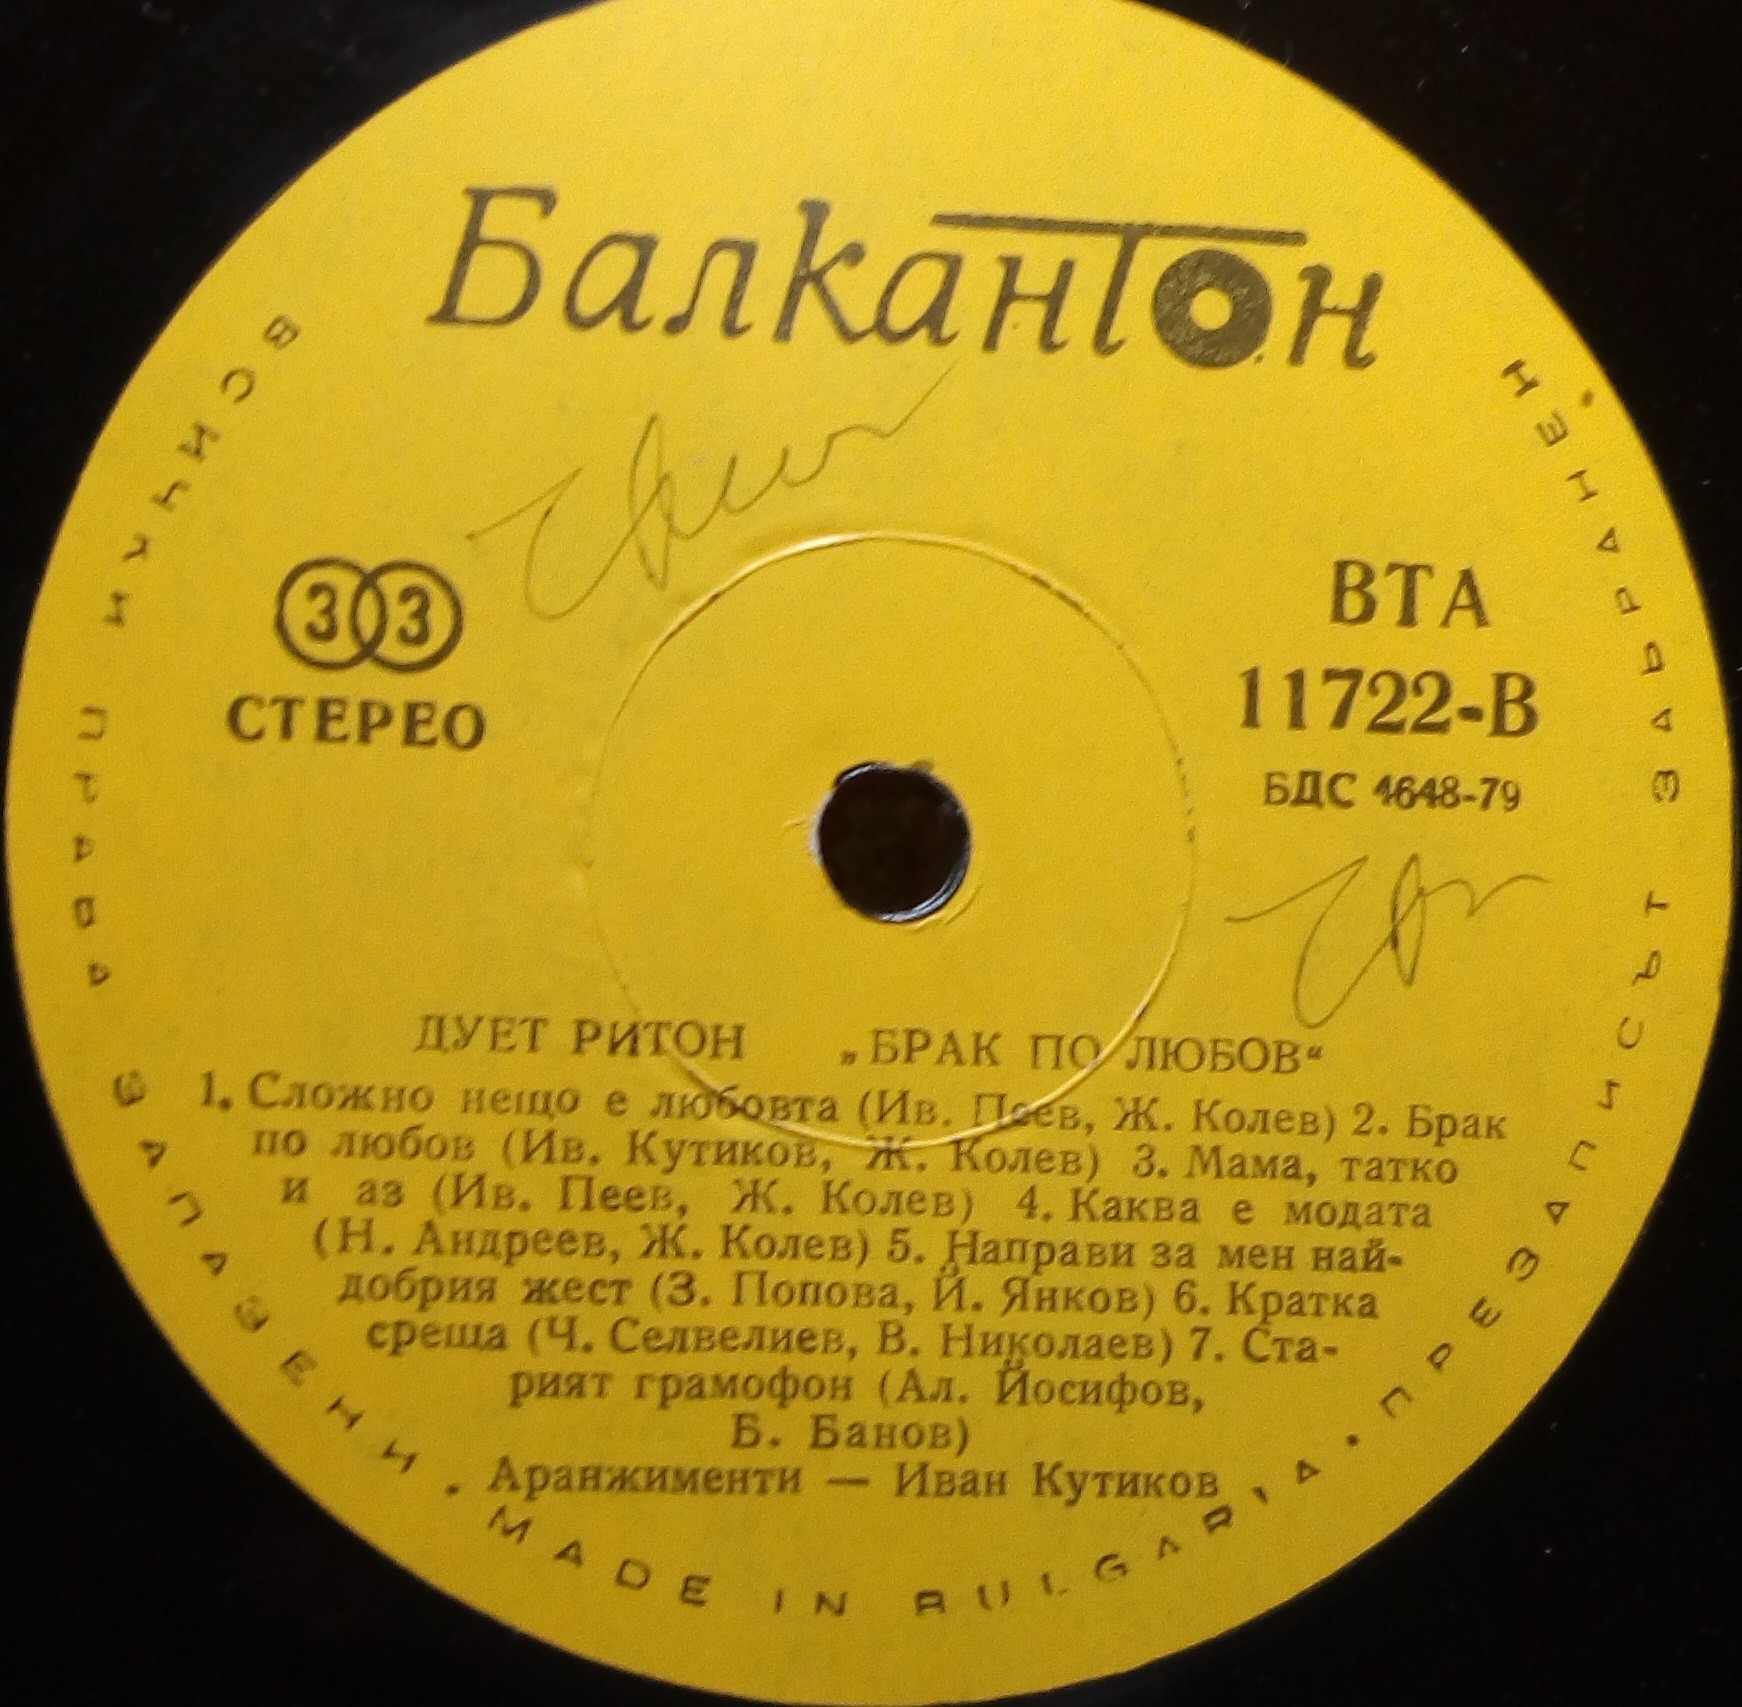 Балкантон
33
СТЕРЕО
ВТА
11722-В
БДС 4648-79
ДУЕТ РИТОН „БРАК ПО ЛЮБОВ“
1. Сложно нещо е любовта (Ив. Пеев, Ж. Колев) 2. Брак
по любов (Ив. Кутиков, Ж. Колев) 3. Мама, татко
и аз (Ив. Пеев, Ж. Колев) 4. Каква е модата
(Н. Андреев, Ж. Колев) 5. Направи за мен най-
добрия жест (З. Попова, Й. Янков) 6. Кратка
среща (Ч. Селвелиев, В. Николаев) 7. Ста-
рият грамофон (Ал. Йосифов,
Б. Банов)
Аранжименти — Иван Кутиков
ВСИЧКИ ПРАВА ЗАПАЗЕНИ. MADE IN BULGARIA. ПРЕЗАПИСЪТ ЗАБРАНЕН.